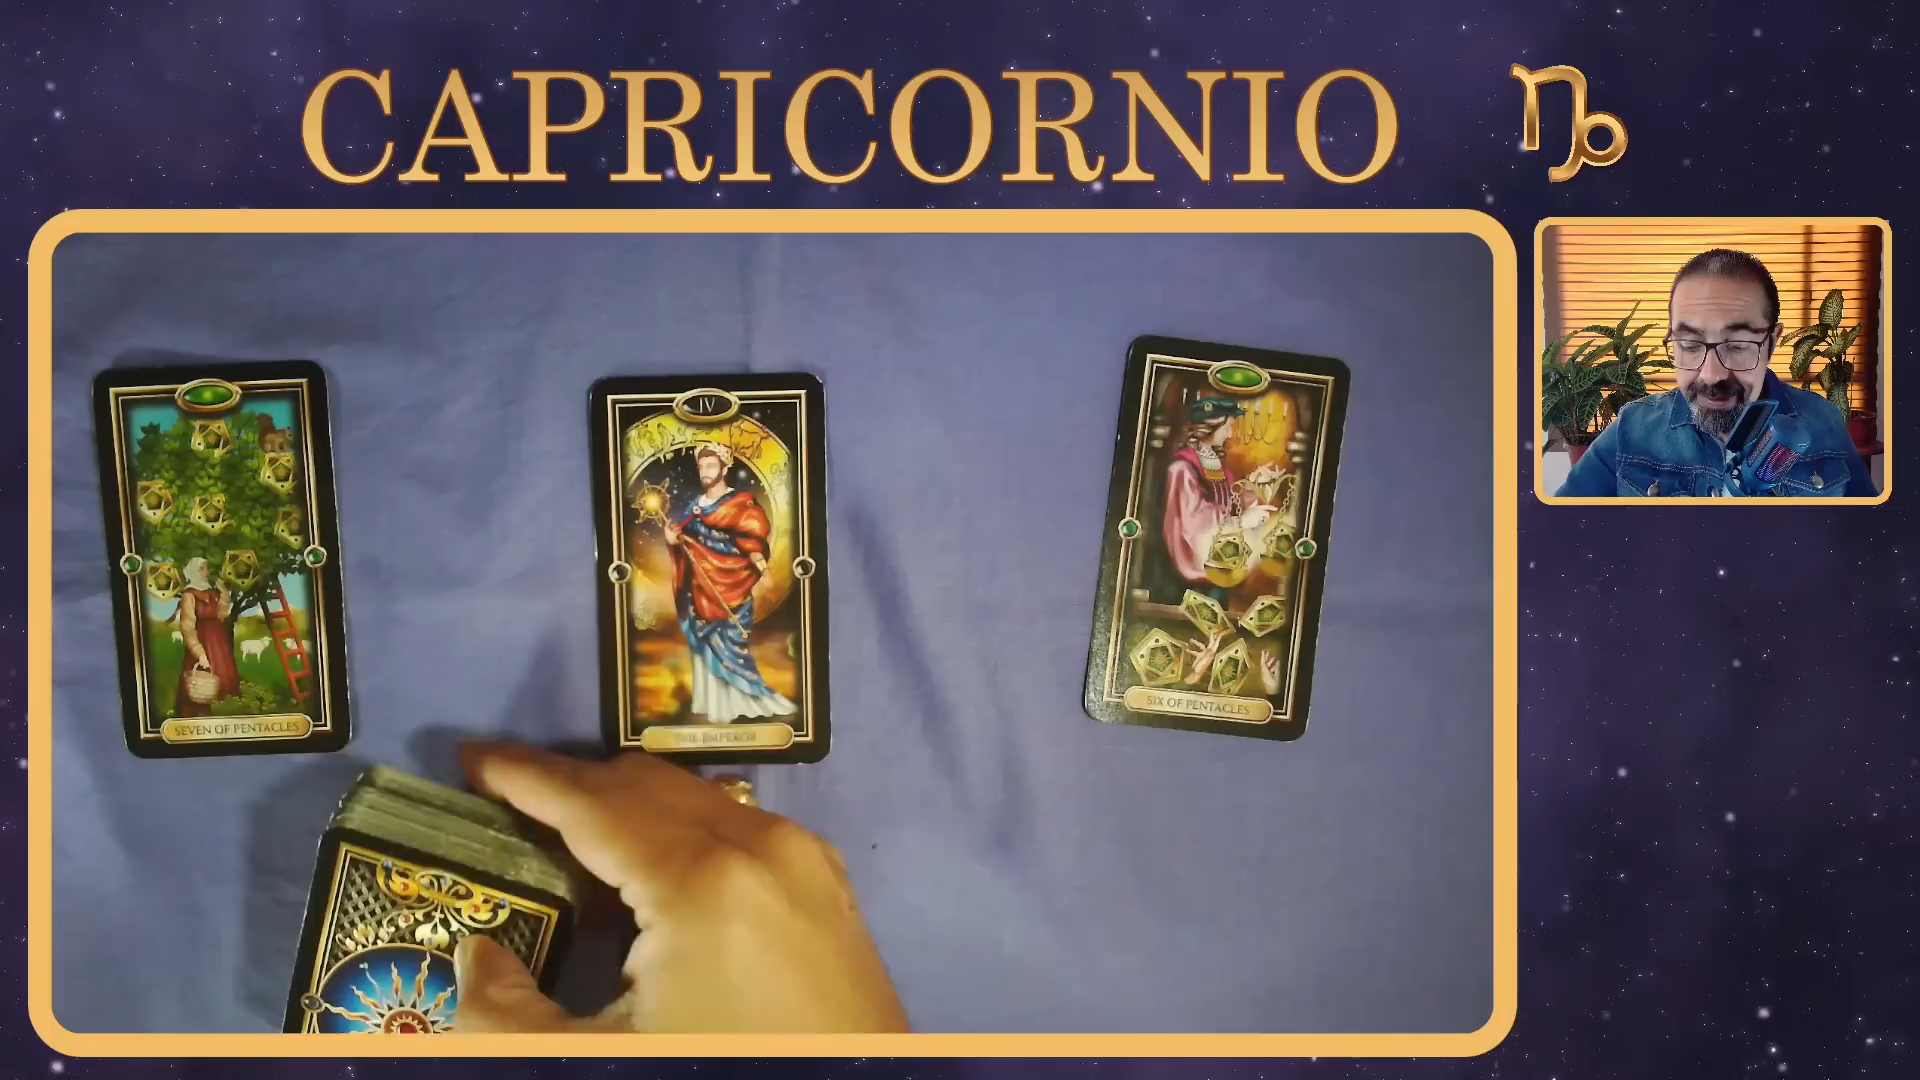 CAPRICORNIO
IV
SEVEN OF PENTACLES
THE EMPEROR
SIX OF PENTACLES